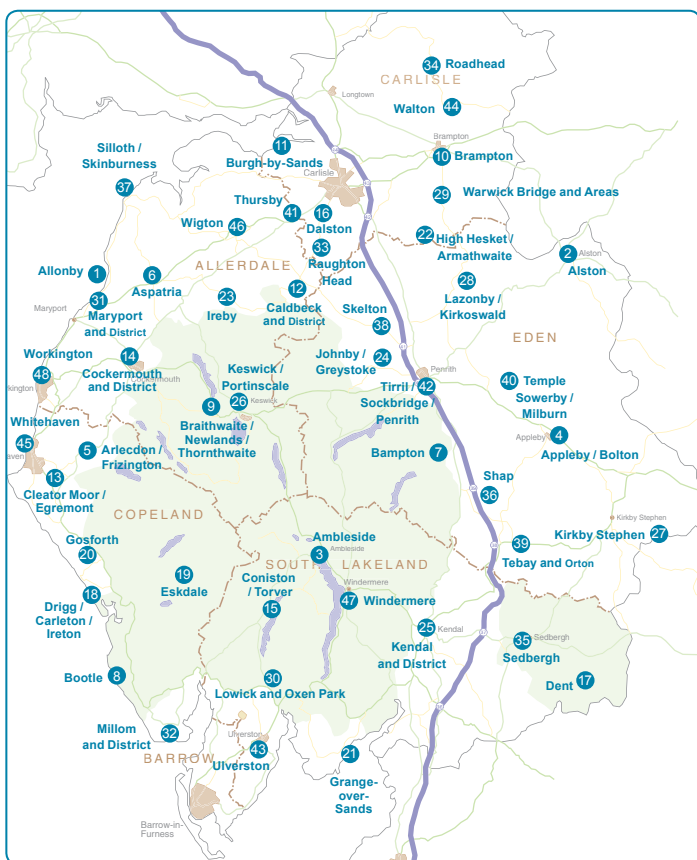 34 Roadhead
CARLISLE
Longtown
Walton 44
Brampton
11
Burgh-by-Sands
10 Brampton
Silloth /
Skinburness
37
Carlisle
29 Warwick Bridge and Areas
Thursby
41
16
Dalston
Wigton 46
22 High Hesket /
Armathwaite
33
Raughton
Head
2 Alston
Alston
ALLERDALE
Allonby 1
6
Aspatria
28
Lazonby /
Kirkoswald
12
Caldbeck
and District
23
Ireby
31
Maryport
Maryport
and District
Skelton
38
EDEN
14
Cockermouth
Cockermouth
and District
Johnby /
Greystoke
24
Workington
48
kington
Keswick /
Portinscale
26 Keswick
Penrith
Tirril /
Sockbridge /
Penrith
42
40 Temple
Sowerby /
Milburn
9
Braithwaite /
Newlands /
Thornthwaite
Whitehaven
45
haven
5 Arlecdon /
Frizington
Appleby
4
Appleby / Bolton
Bampton 7
13
Cleator Moor /
Egremont
Shap
36
COPELAND
Kirkby Stephen
Kirkby Stephen 27
Gosforth
20
Ambleside
3 Ambleside
39
Tebay and Orton
SOUTH LAKELAND
19
Eskdale
Coniston
/ Torver
15
Windermere
47 Windermere
18
Drigg /
Carleton /
Ireton
25 Kendal
Kendal
and District
35 Sedbergh
Sedbergh
Dent 17
Bootle 8
30
Lowick and Oxen Park
Millom
and District
32
Ulverston
43
Ulverston
BARROW
21
Grange-
over-
Sands
Barrow-in-
Furness